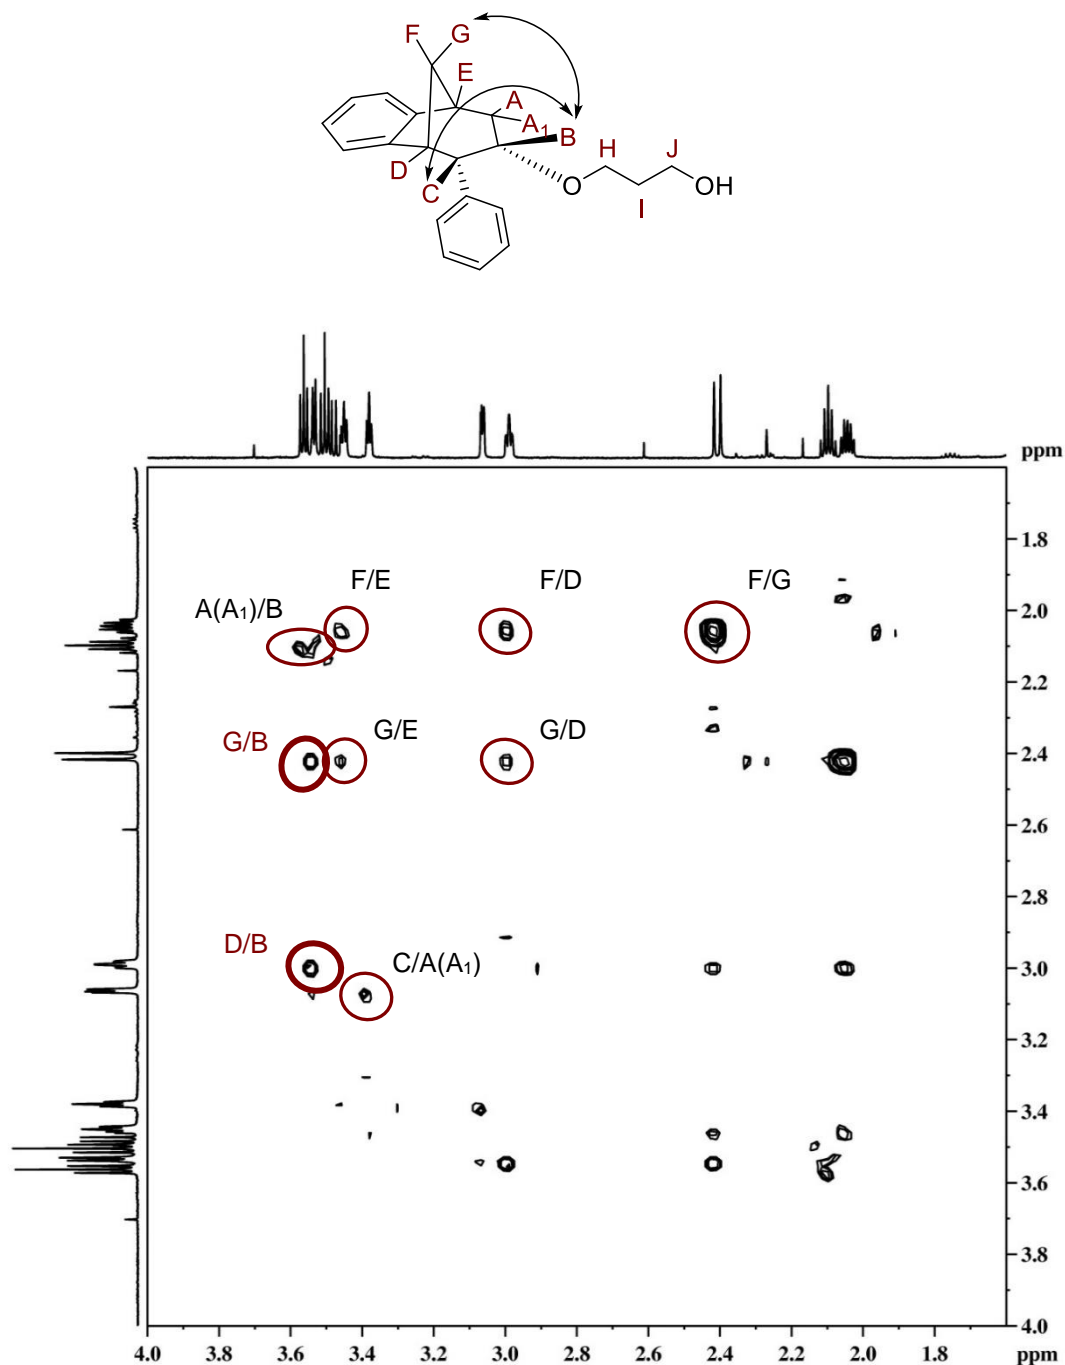 F G
E
A
A₁
B
D
C
H J
O
OH
I
ppm
F/E F/D F/G
A(A₁)/B
G/B G/E G/D
D/B C/A(A₁)
1.8
2.0
2.2
2.4
2.6
2.8
3.0
3.2
3.4
3.6
3.8
4.0
4.0 3.8 3.6 3.4 3.2 3.0 2.8 2.6 2.4 2.2 2.0 1.8 ppm